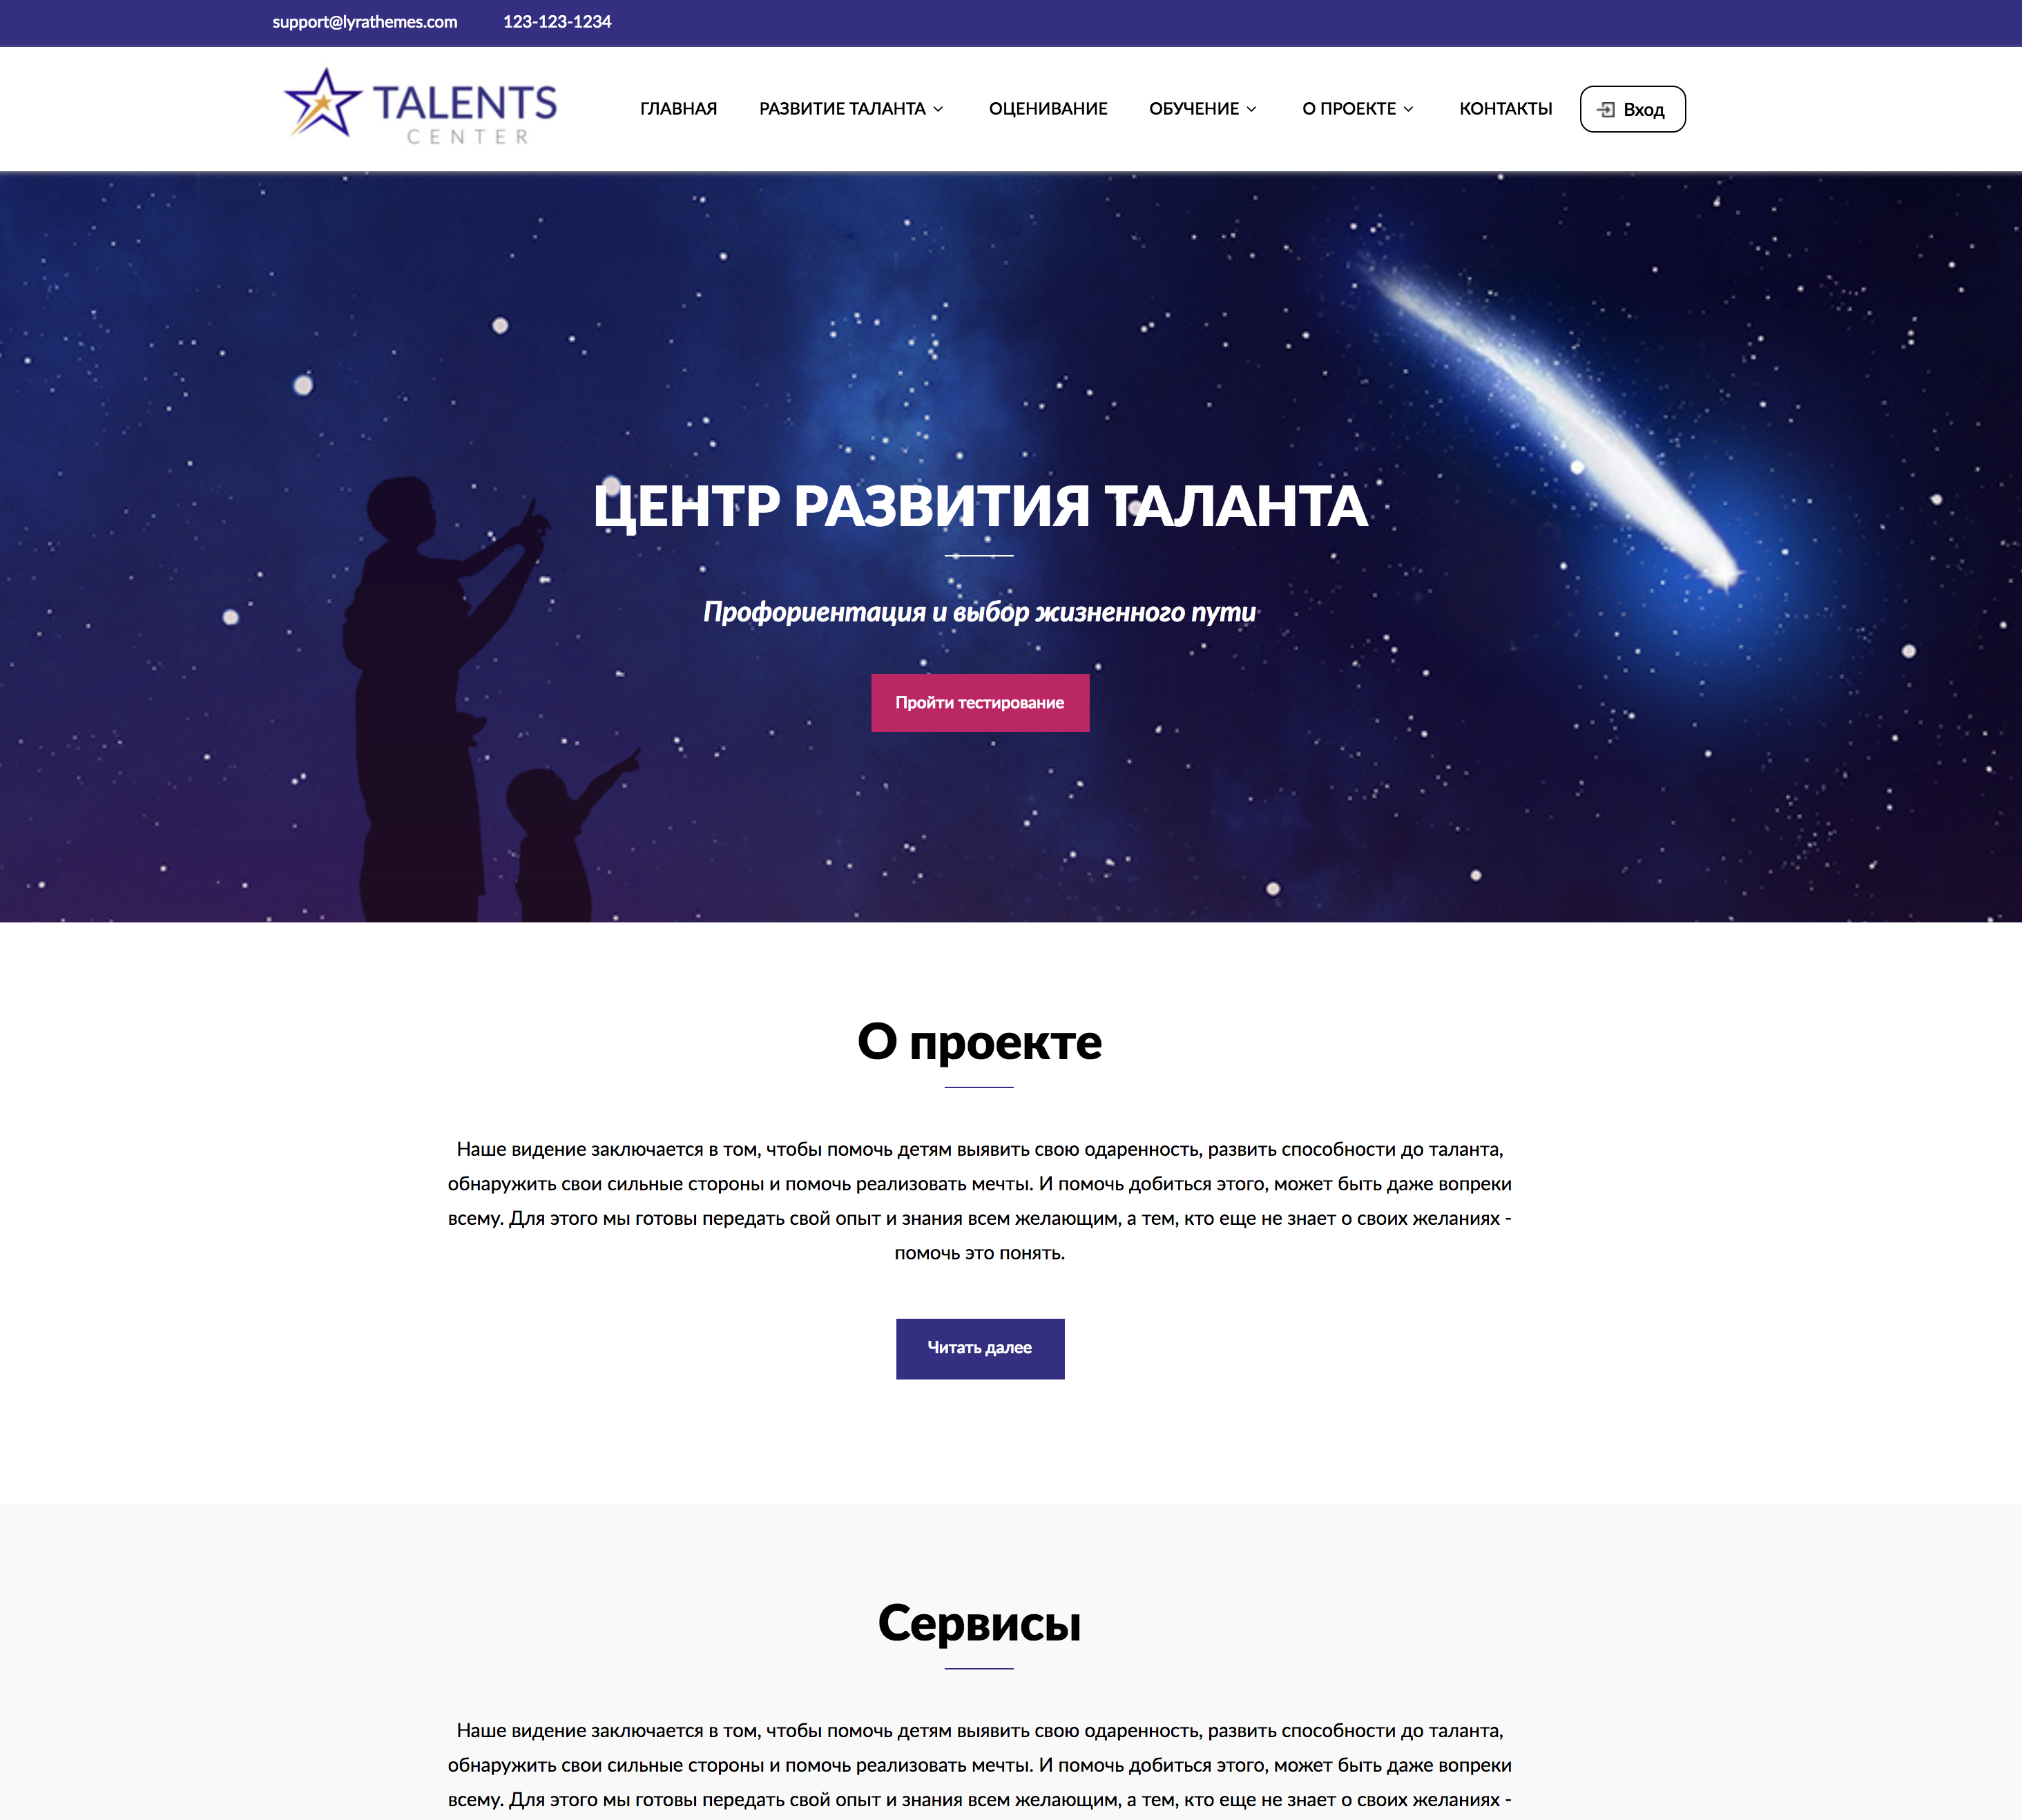 support@lyrathemes.com 123-123-1234
TALENTS
CENTER
ГЛАВНАЯ РАЗВИТИЕ ТАЛАНТА ОЦЕНИВАНИЕ ОБУЧЕНИЕ О ПРОЕКТЕ КОНТАКТЫ Вход
ЦЕНТР РАЗВИТИЯ ТАЛАНТА
Профориентация и выбор жизненного пути
Пройти тестирование
О проекте
Наше видение заключается в том, чтобы помочь детям выявить свою одаренность, развить способности до таланта,
обнаружить свои сильные стороны и помочь реализовать мечты. И помочь добиться этого, может быть даже вопреки
всему. Для этого мы готовы передать свой опыт и знания всем желающим, а тем, кто еще не знает о своих желаниях -
помочь это понять.
Читать далее
Сервисы
Наше видение заключается в том, чтобы помочь детям выявить свою одаренность, развить способности до таланта,
обнаружить свои сильные стороны и помочь реализовать мечты. И помочь добиться этого, может быть даже вопреки
всему. Для этого мы готовы передать свой опыт и знания всем желающим, а тем, кто еще не знает о своих желаниях -